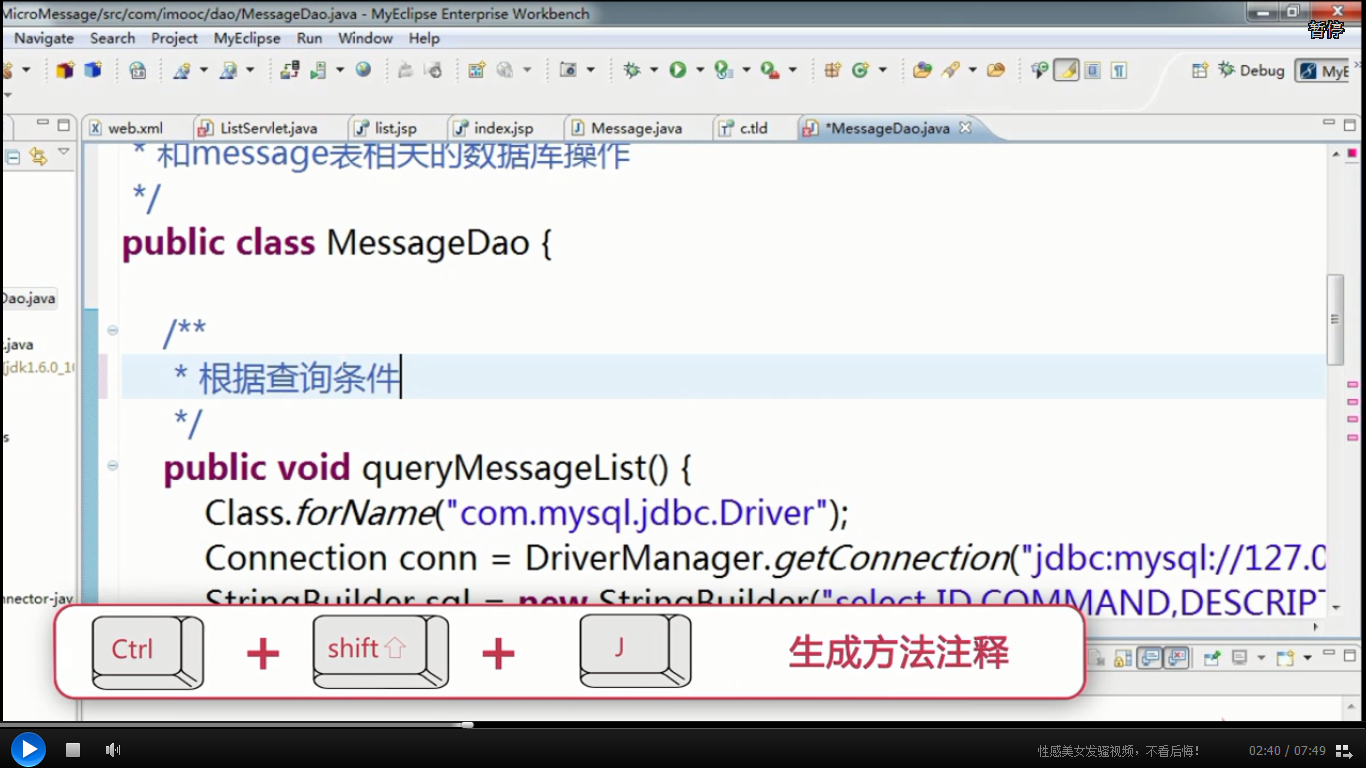 MicroMessage/src/com/imooc/dao/MessageDao.java - MyEclipse Enterprise Workbench
暂停
Navigate Search Project MyEclipse Run Window Help
Debug MyE
web.xml ListServlet.java list.jsp index.jsp Message.java c.tld *MessageDao.java
* 和message表相关的数据库操作
*/
public class MessageDao {
Dao.java
/**
.java
jdk1.6.0_10
* 根据查询条件
*/
s
public void queryMessageList() {
Class.forName("com.mysql.jdbc.Driver");
Connection conn = DriverManager.getConnection("jdbc:mysql://127.0
nnector-jav
StringBuilder sql = new StringBuilder("select ID,COMMAND,DESCRIPT
Ctrl + shift + J 生成方法注释
性感美女发骚视频，不看后悔！ 02:40 / 07:49